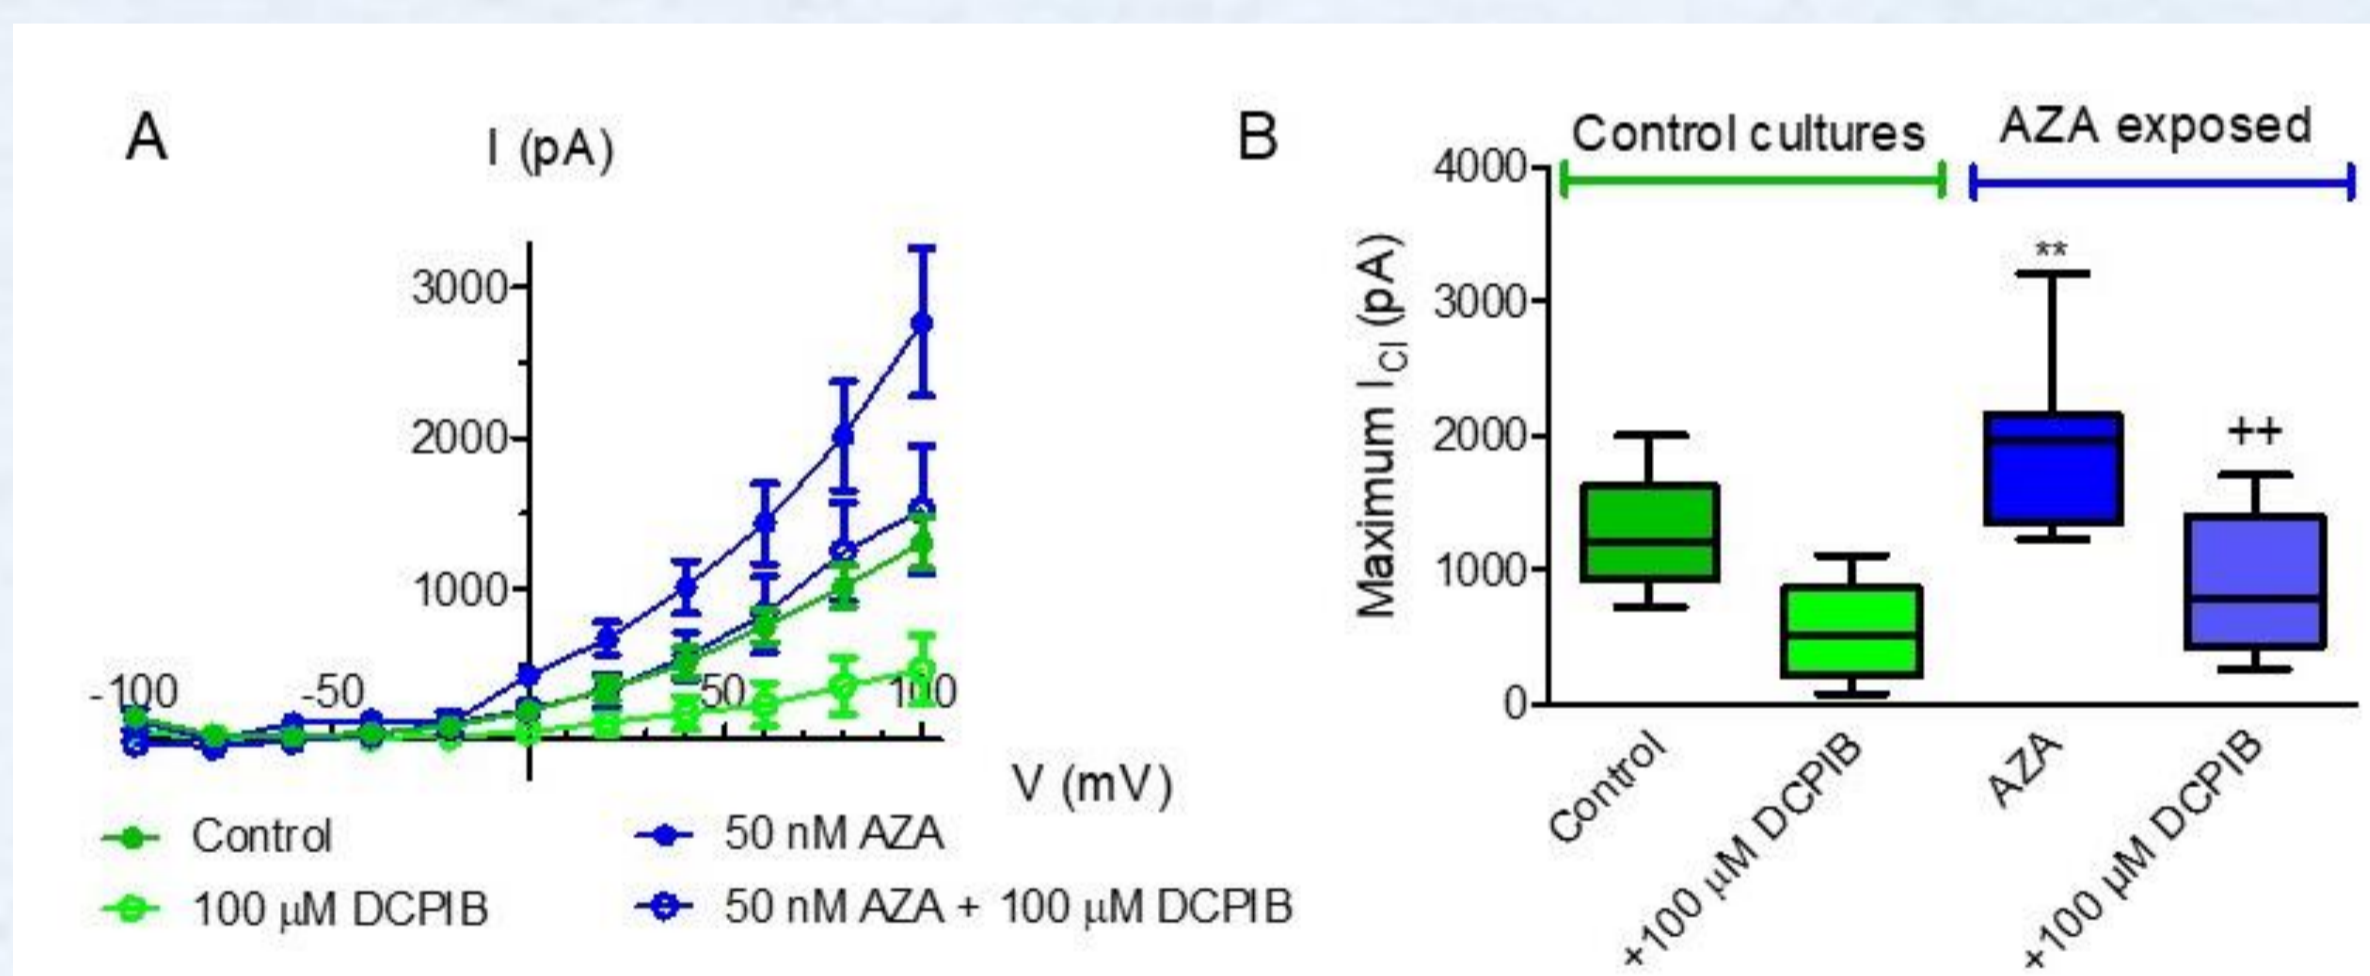 A
I (pA)
3000
2000
1000
-100
-50
50
100
V (mV)
Control
50 nM AZA
100 μM DCPIB
50 nM AZA + 100 μM DCPIB
B
Control cultures
AZA exposed
Maximum ICl (pA)
4000
3000
2000
1000
0
**
++
Control
+100 μM DCPIB
AZA
+100 μM DCPIB